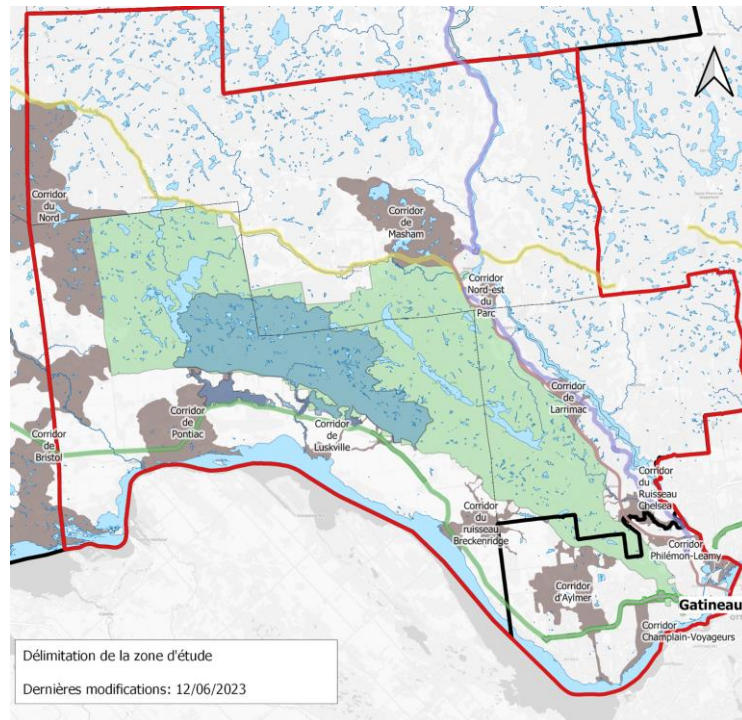 Corridor
du
Nord
Corridor
de
Masham
Corridor
Nord-est
du
Parc
Corridor
de
Larrimac
Corridor
de
Pontiac
Corridor
de
Luskville
Corridor
de
Bristol
Corridor
du
Ruisseau
Chelsea
Corridor
du
ruisseau
Breckenridge
Corridor
Philémon-Leamy
Corridor
d'Aylmer
Gatineau
Corridor
Champlain-Voyageurs
Délimitation de la zone d'étude
Dernières modifications: 12/06/2023